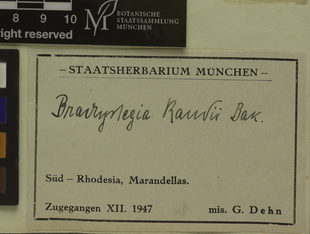 8 9 10
right reserved
BOTANISCHE
STAATSSAMMLUNG
MÜNCHEN
– STAATSHERBARIUM MÜNCHEN –
Brachystegia Randii Bak.
Süd – Rhodesia, Marandellas.
Zugegangen XII. 1947 mis. G. Dehn